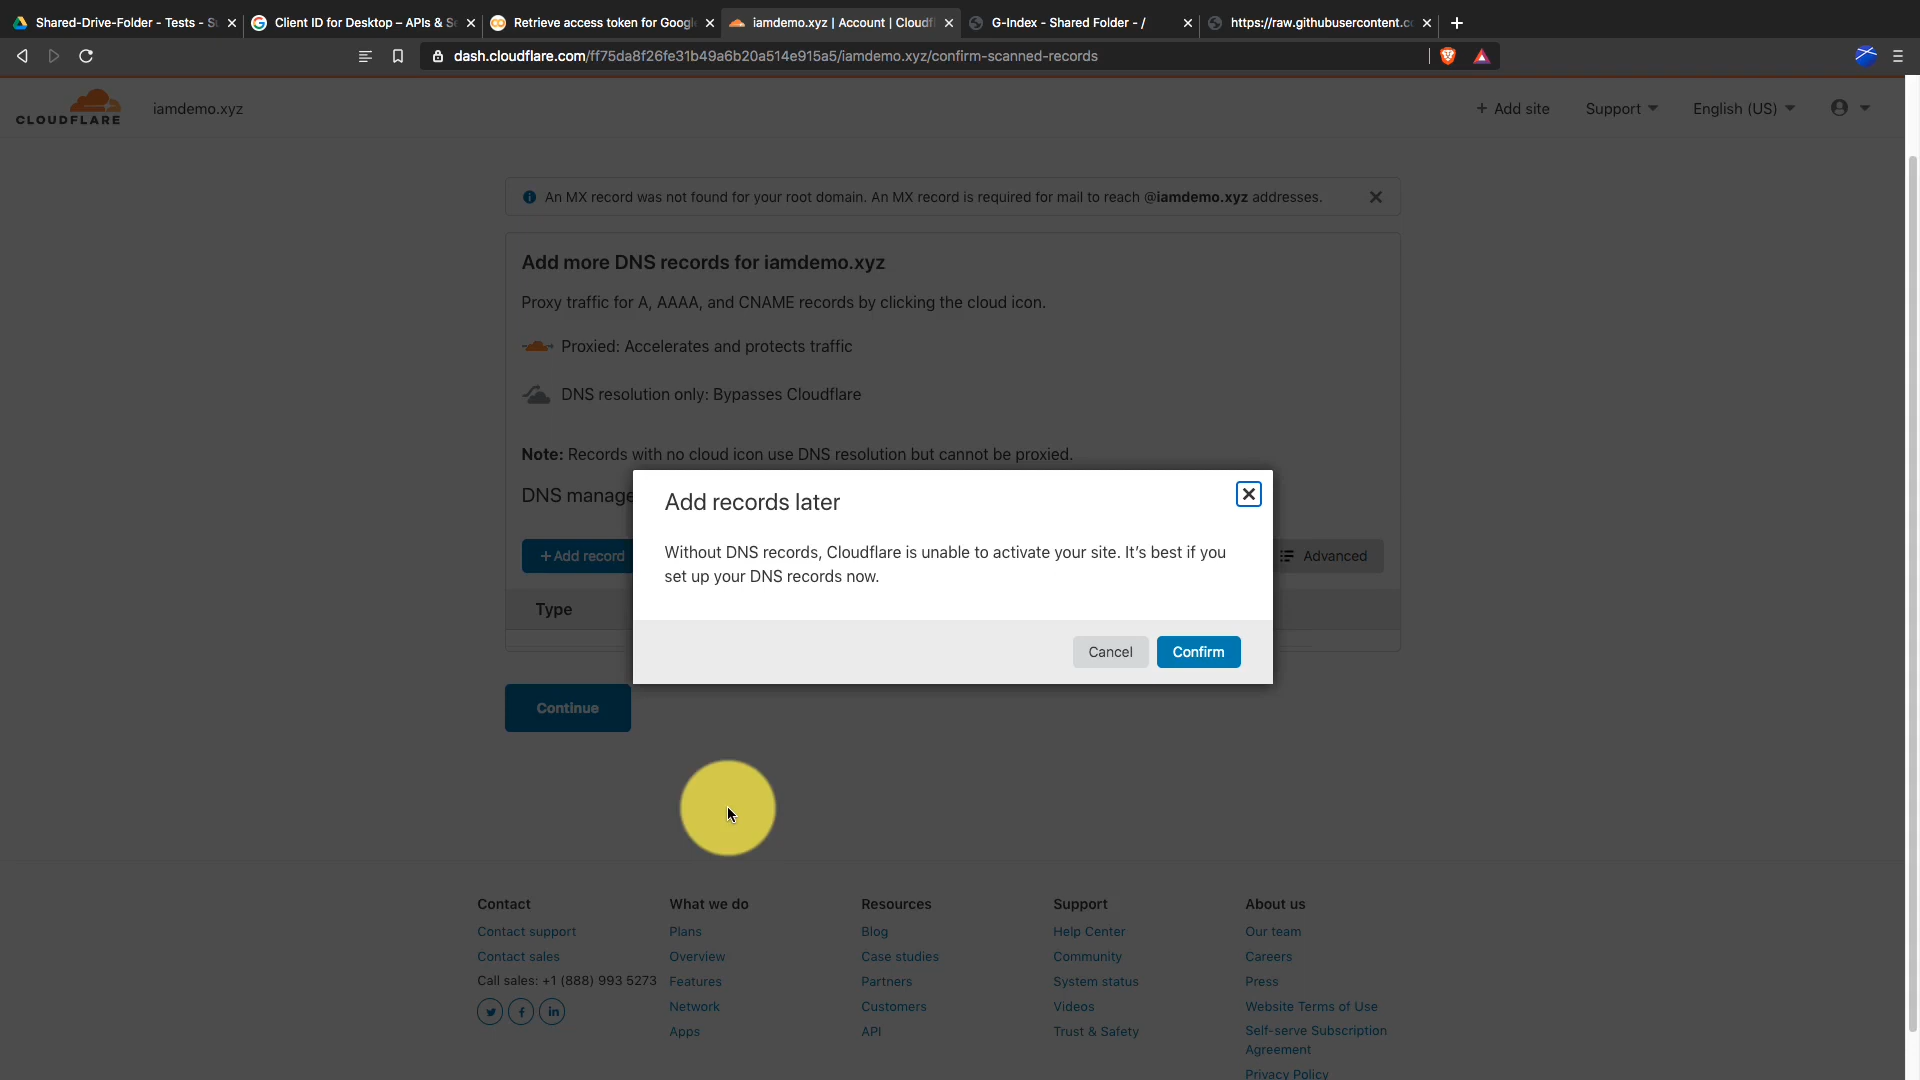 Shared-Drive-Folder - Tests - Su
Client ID for Desktop – APIs & Se
Retrieve access token for Googl
iamdemo.xyz | Account | Cloudfl
G-Index - Shared Folder - /
https://raw.githubusercontent.c
dash.cloudflare.com/ff75da8f26fe31b49a6b20a514e915a5/iamdemo.xyz/confirm-scanned-records
CLOUDFLARE
iamdemo.xyz
+ Add site
Support
English (US)
An MX record was not found for your root domain. An MX record is required for mail to reach @iamdemo.xyz addresses.
Add more DNS records for iamdemo.xyz
Proxy traffic for A, AAAA, and CNAME records by clicking the cloud icon.
Proxied: Accelerates and protects traffic
DNS resolution only: Bypasses Cloudflare
Note: Records with no cloud icon use DNS resolution but cannot be proxied.
DNS manage
+ Add record
Advanced
Type
Add records later
Without DNS records, Cloudflare is unable to activate your site. It's best if you
set up your DNS records now.
Cancel
Confirm
Continue
Contact
Contact support
Contact sales
Call sales: +1 (888) 993 5273
What we do
Plans
Overview
Features
Network
Apps
Resources
Blog
Case studies
Partners
Customers
API
Support
Help Center
Community
System status
Videos
Trust & Safety
About us
Our team
Careers
Press
Website Terms of Use
Self-serve Subscription
Agreement
Privacy Policy